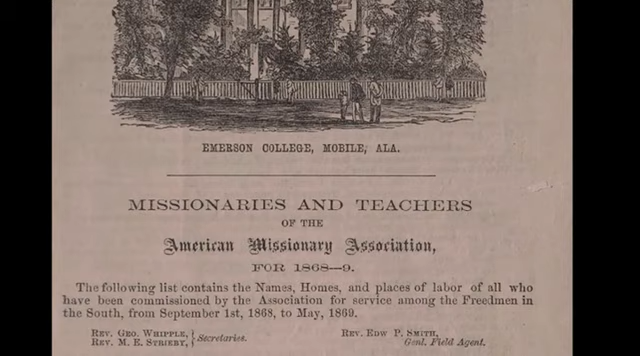 EMERSON COLLEGE, MOBILE, ALA.
MISSIONARIES AND TEACHERS
OF THE
American Missionary Association,
FOR 1868—9.
The following list contains the Names, Homes, and places of labor of all who
have been commissioned by the Association for service among the Freedmen in
the South, from September 1st, 1868, to May, 1869.
REV. GEO. WHIPPLE, } Secretaries.
REV. M. E. STRIEBY, }
REV. EDW P. SMITH,
Genl. Field Agent.